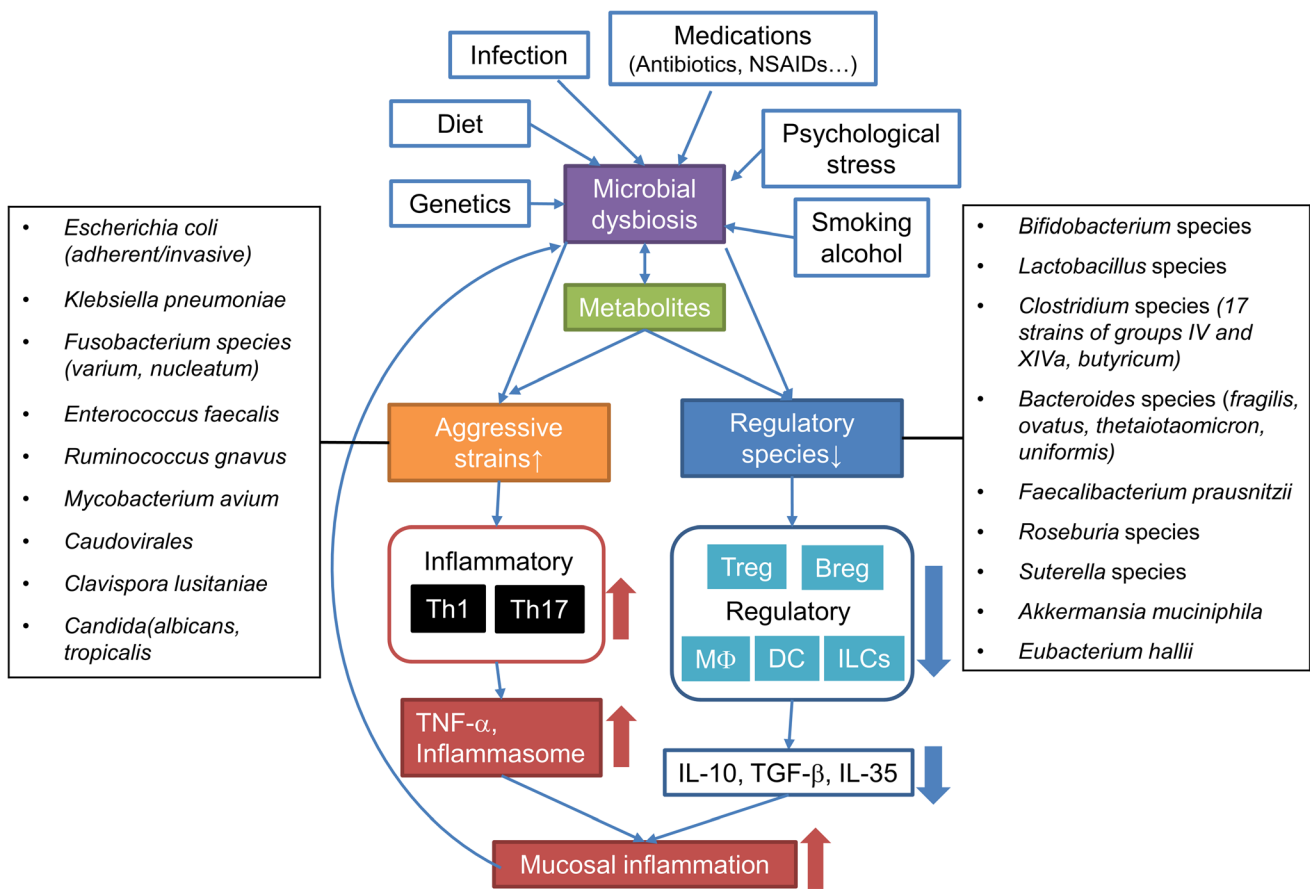 Infection
Medications
(Antibiotics, NSAIDs…)
Diet
Psychological
stress
Genetics
Microbial
dysbiosis
Smoking
alcohol
Metabolites
• Escherichia coli
(adherent/invasive)
• Klebsiella pneumoniae
• Fusobacterium species
(varium, nucleatum)
• Enterococcus faecalis
• Ruminococcus gnavus
• Mycobacterium avium
• Caudovirales
• Clavispora lusitaniae
• Candida(albicans,
tropicalis
Aggressive
strains↑
Regulatory
species↓
• Bifidobacterium species
• Lactobacillus species
• Clostridium species (17
strains of groups IV and
XIVa, butyricum)
• Bacteroides species (fragilis,
ovatus, thetaiotaomicron,
uniformis)
• Faecalibacterium prausnitzii
• Roseburia species
• Suterella species
• Akkermansia muciniphila
• Eubacterium hallii
Inflammatory
Th1 Th17
Treg Breg
Regulatory
MΦ DC ILCs
TNF-α,
Inflammasome
IL-10, TGF-β, IL-35
Mucosal inflammation